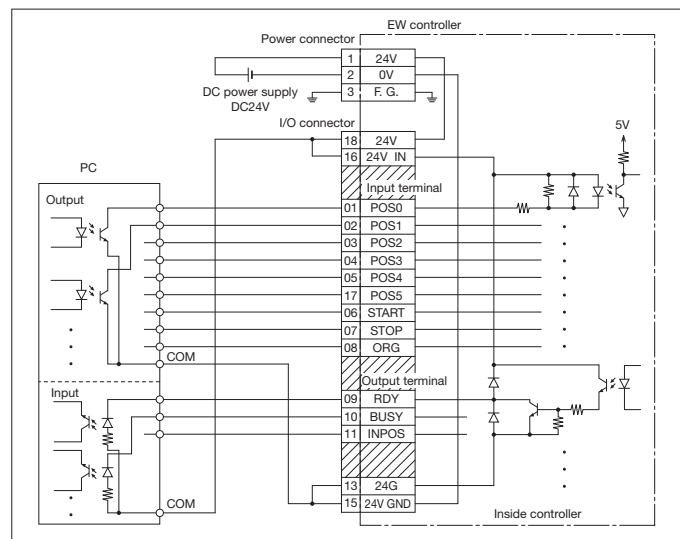 EW controller
Power connector
1 24V
2 0V
3 F. G.
DC power supply
DC24V
I/O connector
18 24V
16 24V IN
5V
PC
Input terminal
Output
01 POS0
02 POS1
03 POS2
04 POS3
05 POS4
17 POS5
06 START
07 STOP
08 ORG
COM
Output terminal
Input
09 RDY
10 BUSY
11 INPOS
13 24G
COM
15 24V GND
Inside controller